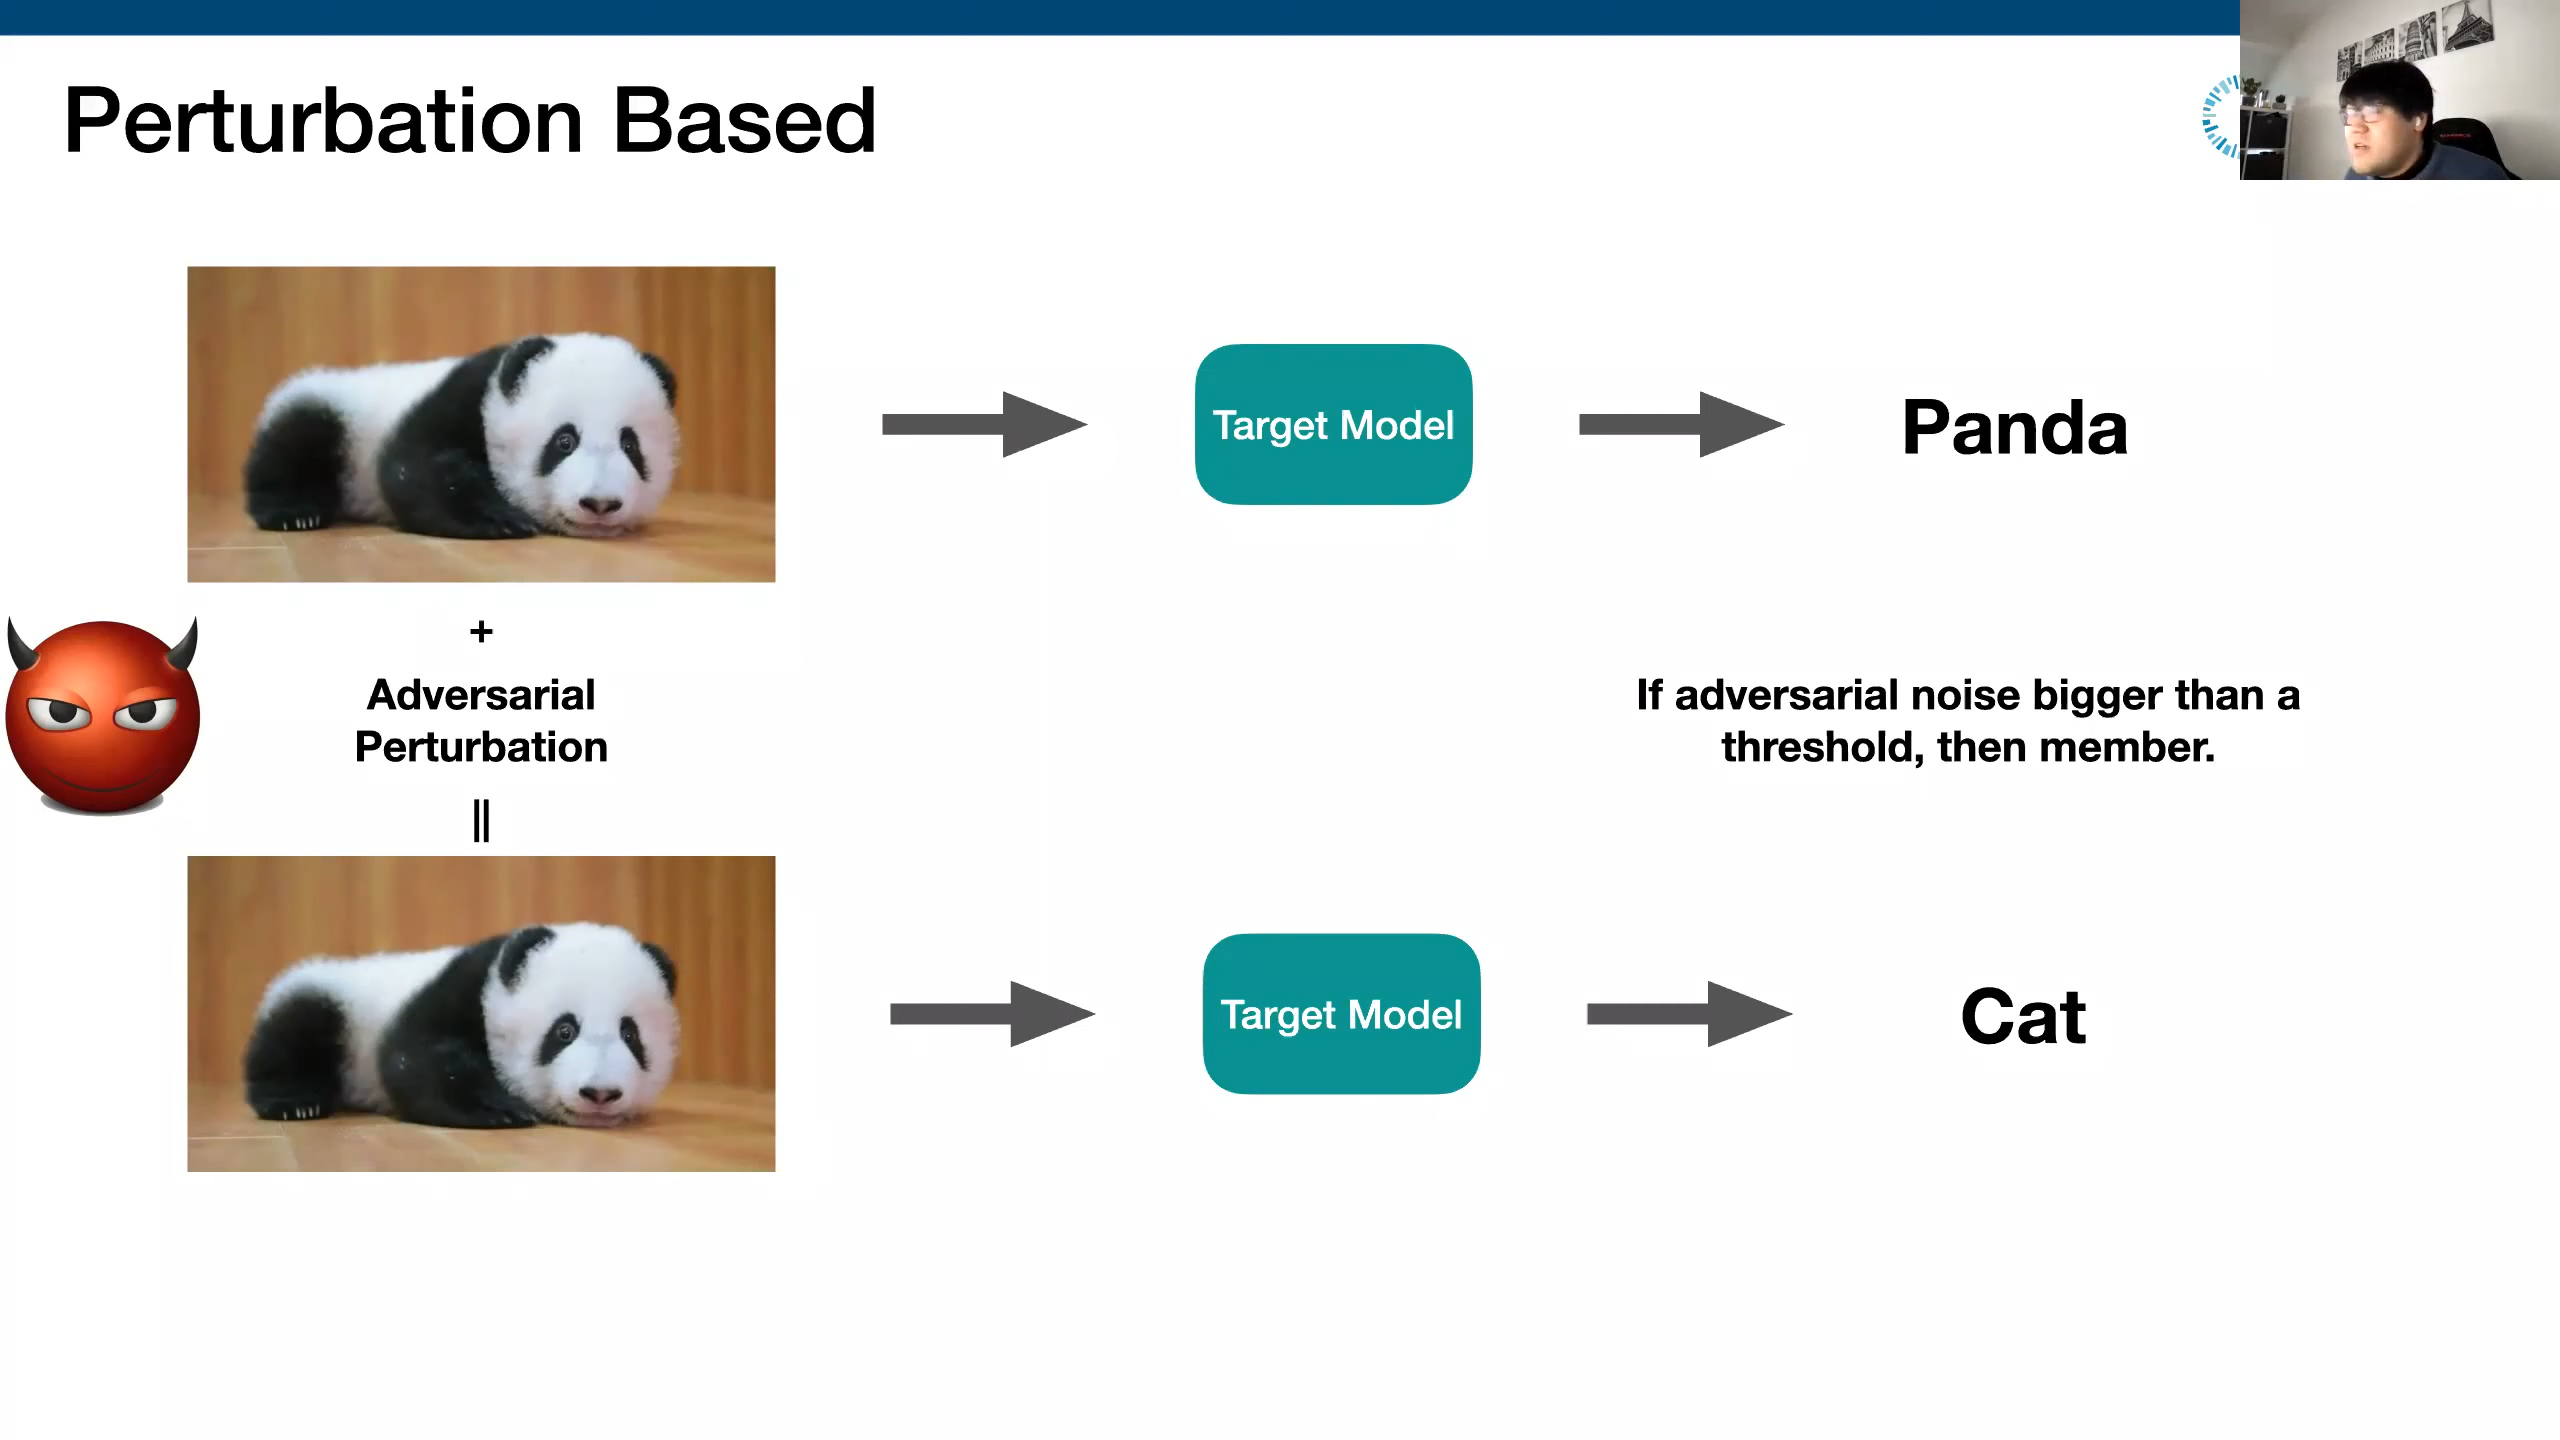 Perturbation Based
Target Model
Panda
+
Adversarial
Perturbation
||
If adversarial noise bigger than a
threshold, then member.
Target Model
Cat